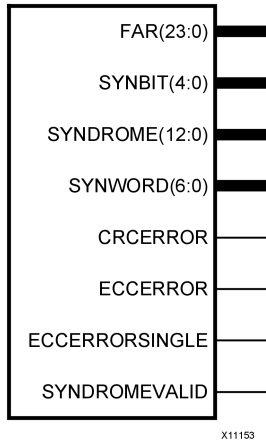 FAR(23:0)
SYNBIT(4:0)
SYNDROME(12:0)
SYNWORD(6:0)
CRCERROR
ECCERROR
ECCERRORSINGLE
SYNDROMEVALID
X11153